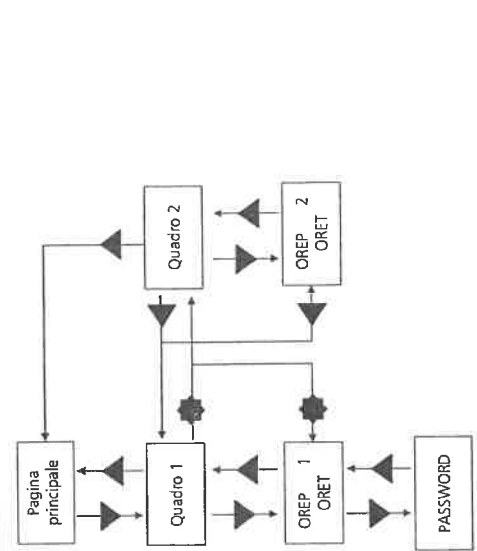 Pagina
principale
Quadro 1
OREP 1
ORET
PASSWORD
Quadro 2
OREP 2
ORET